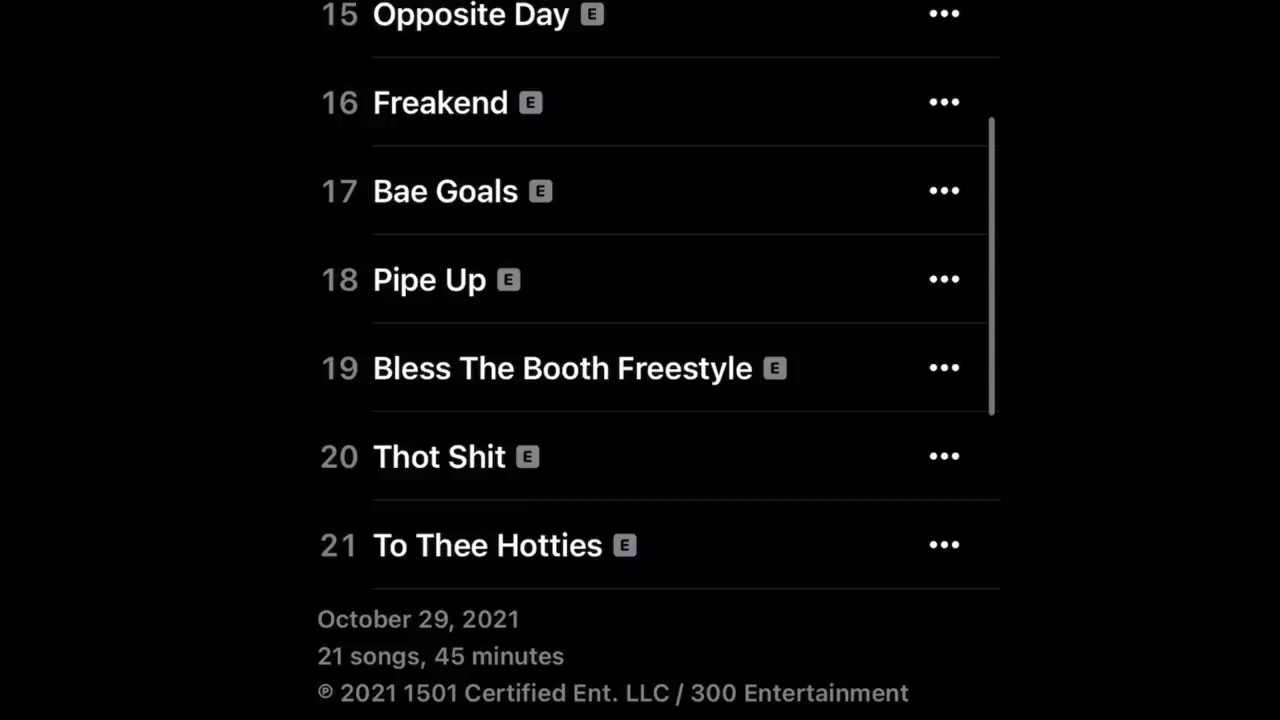 15 Opposite Day E
16 Freakend E
17 Bae Goals E
18 Pipe Up E
19 Bless The Booth Freestyle E
20 Thot Shit E
21 To Thee Hotties E
October 29, 2021
21 songs, 45 minutes
℗ 2021 1501 Certified Ent. LLC / 300 Entertainment